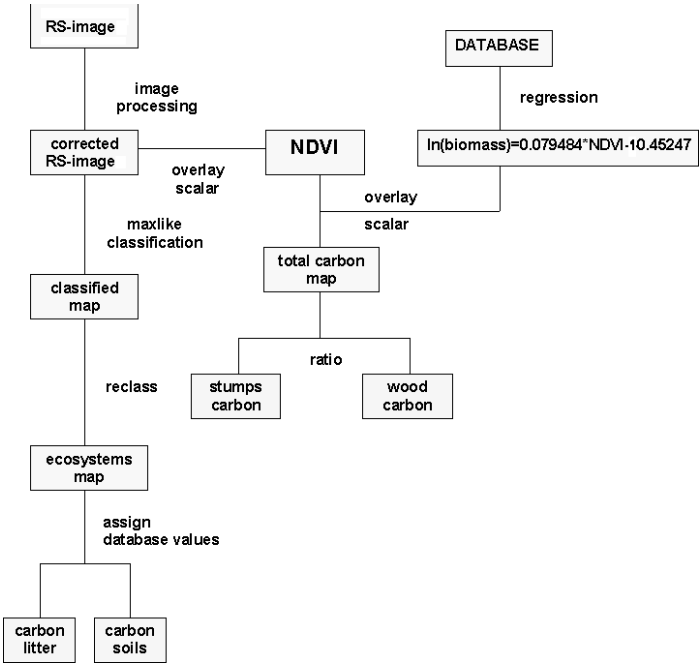 RS-image
DATABASE
image
processing
regression
corrected
RS-image
NDVI
ln(biomass)=0.079484*NDVI-10.45247
overlay
scalar
overlay
scalar
maxlike
classification
total carbon
map
classified
map
ratio
stumps
carbon
wood
carbon
reclass
ecosystems
map
assign
database values
carbon
litter
carbon
soils